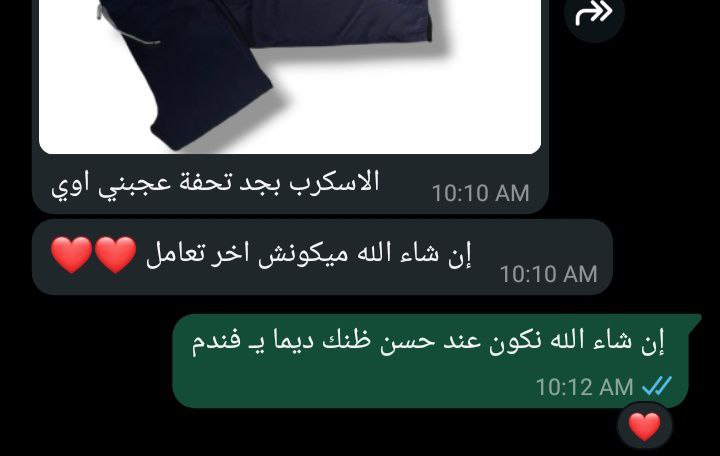 الاسكرب بجد تحفة عجبني اوي
10:10 AM
إن شاء الله ميكونش اخر تعامل ❤️❤️
10:10 AM
إن شاء الله نكون عند حسن ظنك ديما يـ فندم
10:12 AM